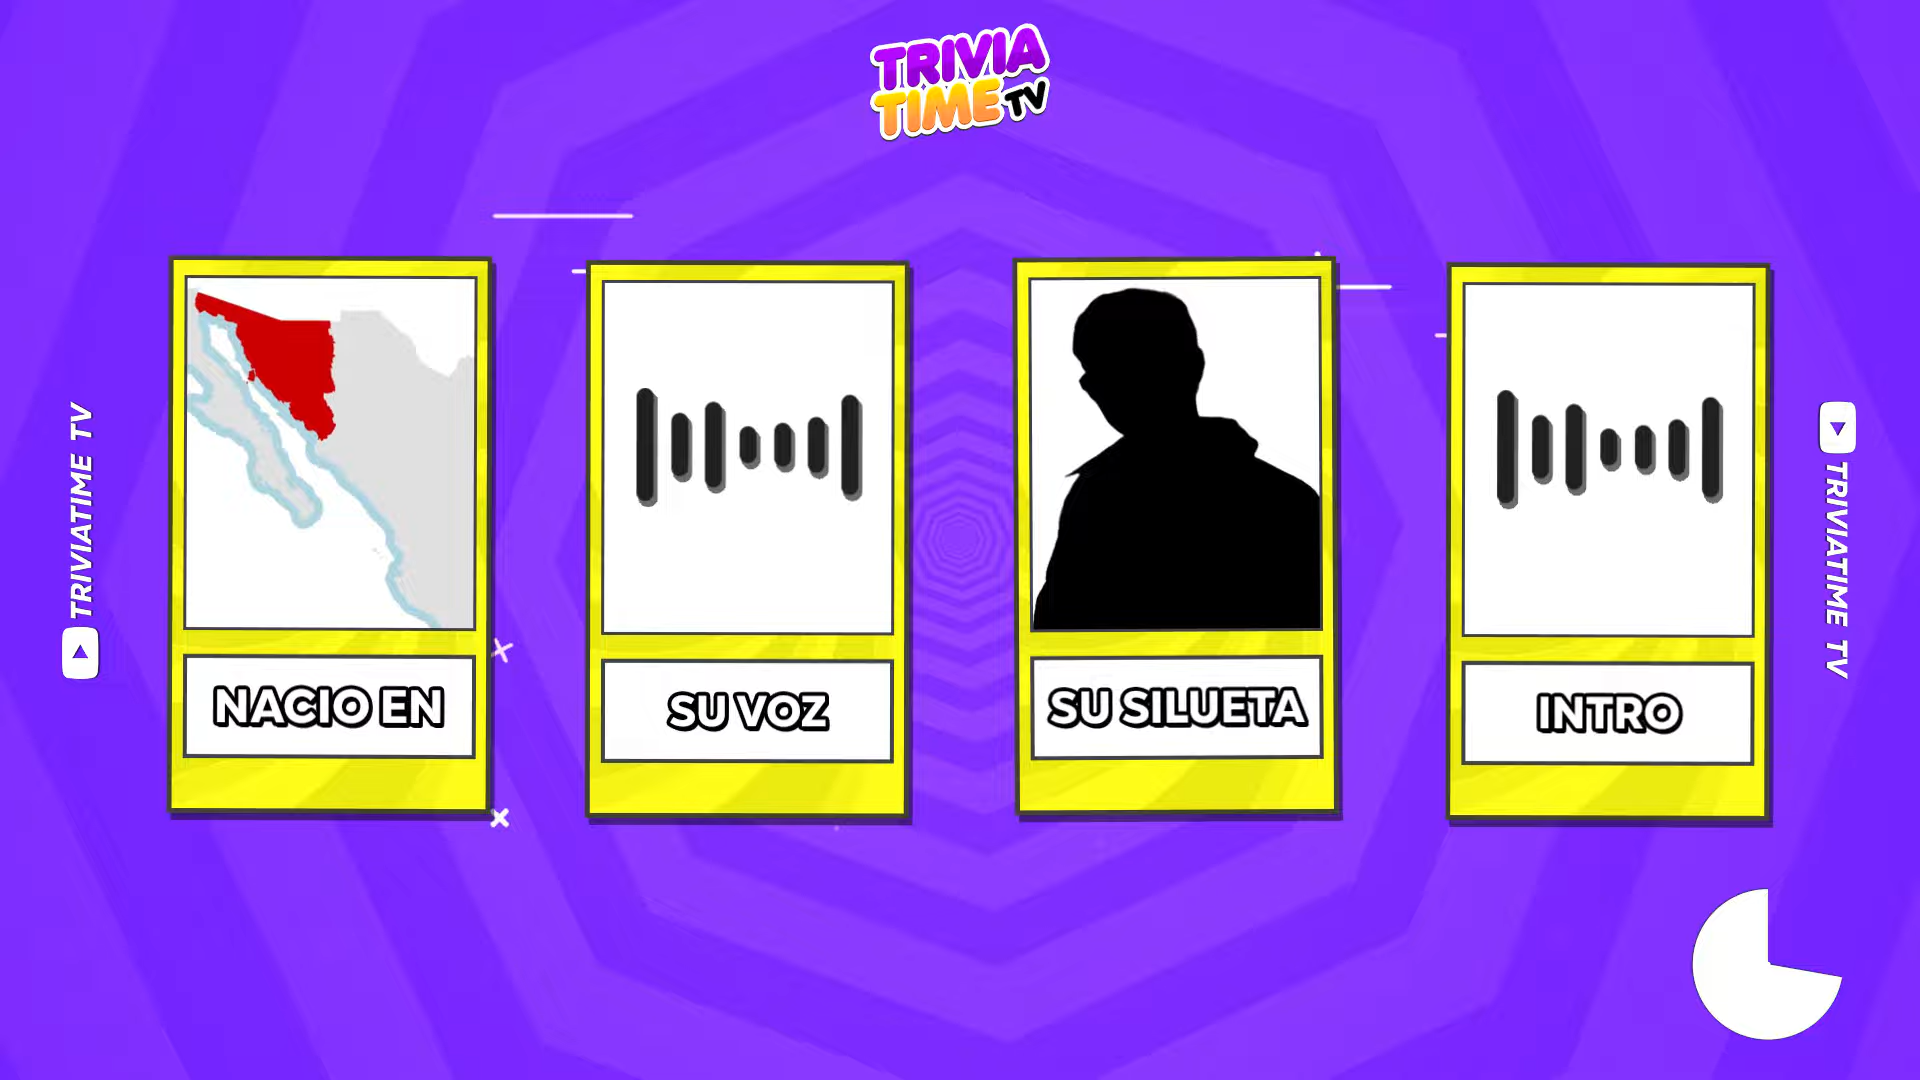 TRIVIA
TIME TV
NACIO EN
SU VOZ
SU SILUETA
INTRO
TRIVIATIME TV
TRIVIATIME TV